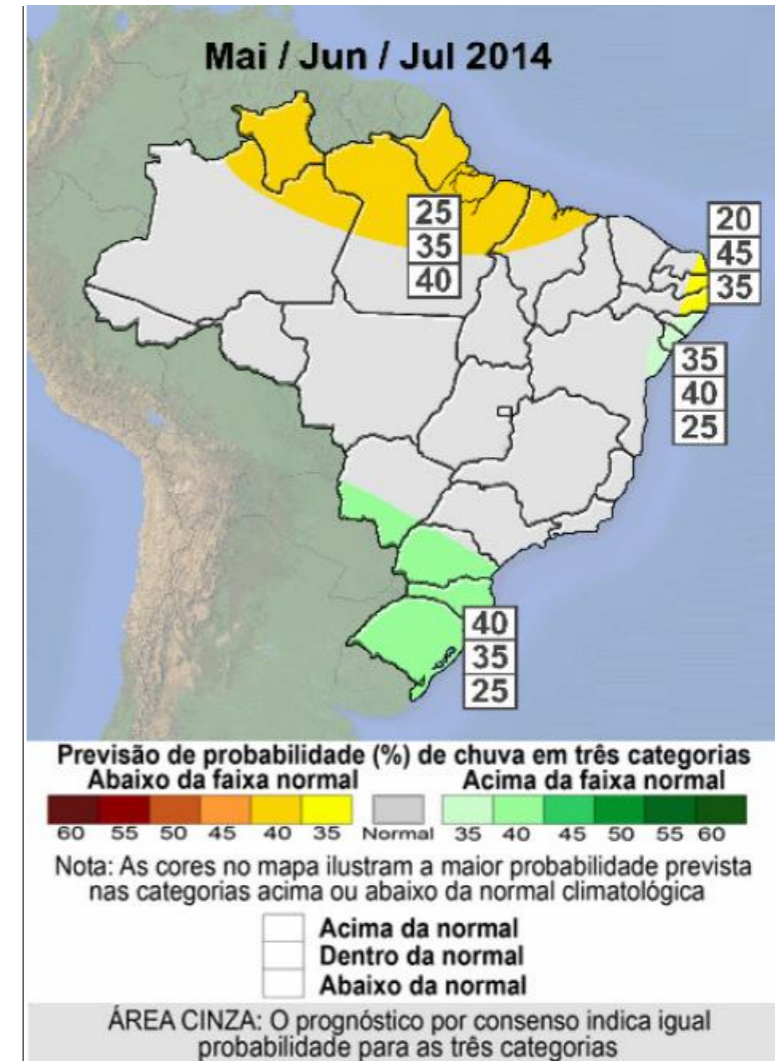 Mai / Jun / Jul 2014
25
35
40
20
45
35
35
40
25
40
35
25
Previsão de probabilidade (%) de chuva em três categorias
Abaixo da faixa normal Acima da faixa normal
60 55 50 45 40 35 Normal 35 40 45 50 55 60
Nota: As cores no mapa ilustram a maior probabilidade prevista
nas categorias acima ou abaixo da normal climatológica
Acima da normal
Dentro da normal
Abaixo da normal
ÁREA CINZA: O prognóstico por consenso indica igual
probabilidade para as três categorias